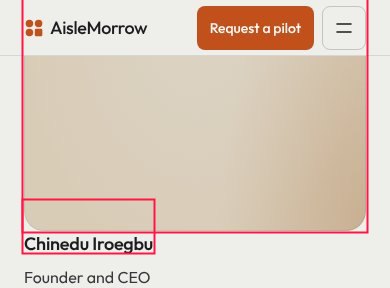 AisleMorrow
Request a pilot
Chinedu Iroegbu
Founder and CEO